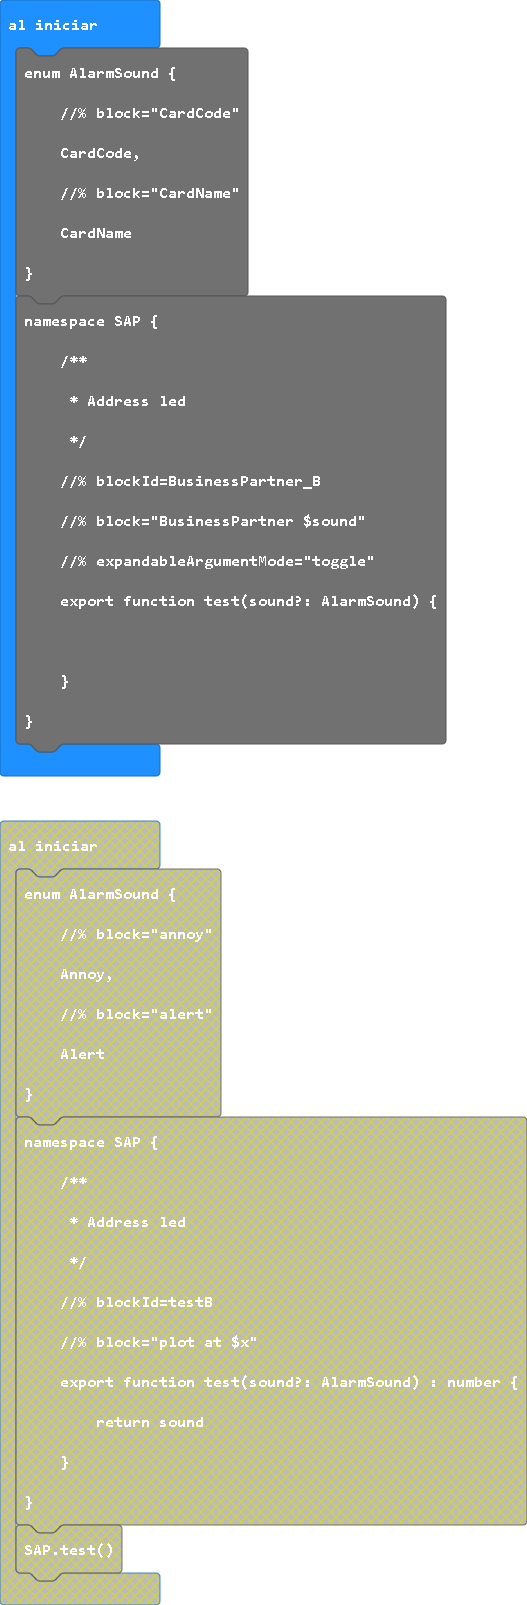 al iniciar
enum AlarmSound {
//% block="CardCode"
CardCode,
//% block="CardName"
CardName
}
namespace SAP {
/**
* Address led
*/
//% blockId=BusinessPartner_B
//% block="BusinessPartner $sound"
//% expandableArgumentMode="toggle"
export function test(sound?: AlarmSound) {
}
}
al iniciar
enum AlarmSound {
//% block="annoy"
Annoy,
//% block="alert"
Alert
}
namespace SAP {
/**
* Address led
*/
//% blockId=testB
//% block="plot at $x"
export function test(sound?: AlarmSound) : number {
return sound
}
}
SAP.test()